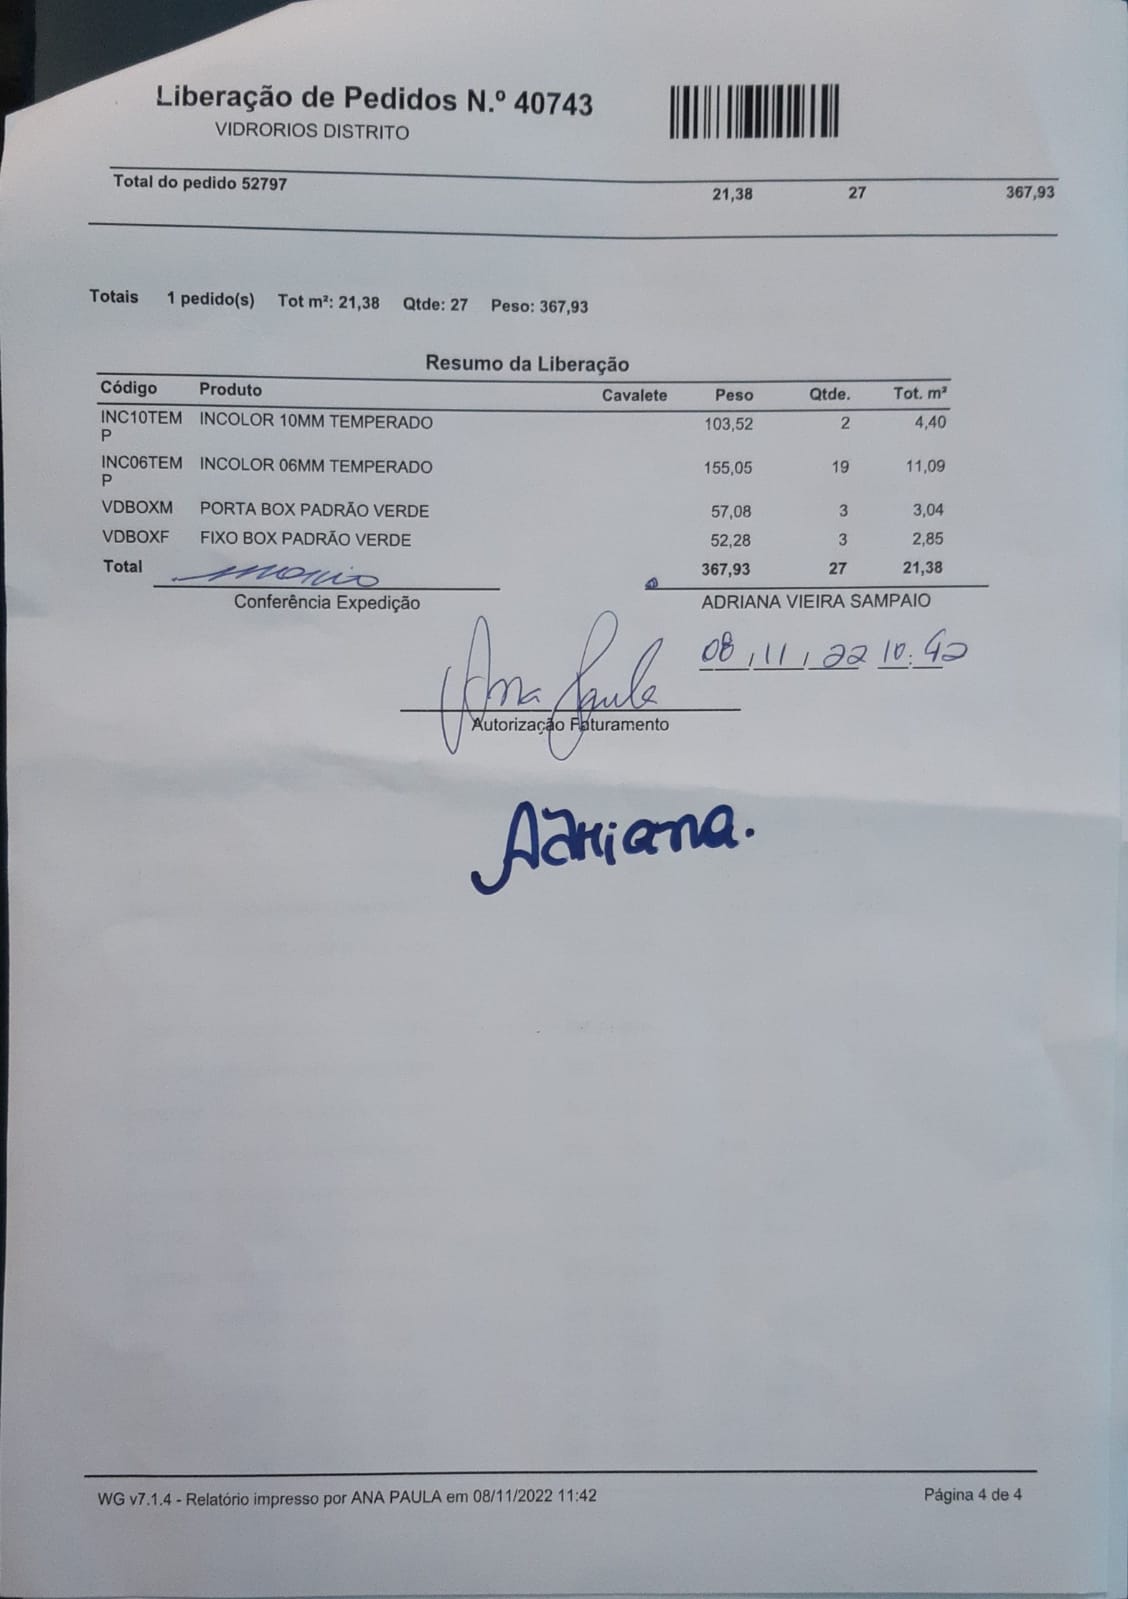 Liberação de Pedidos N.º 40743
VIDRORIOS DISTRITO
Total do pedido 52797 21,38 27 367,93
Totais 1 pedido(s) Tot m²: 21,38 Qtde: 27 Peso: 367,93
Resumo da Liberação
Código Produto Cavalete Peso Qtde. Tot. m²
INC10TEM INCOLOR 10MM TEMPERADO 103,52 2 4,40
P
INC06TEM INCOLOR 06MM TEMPERADO 155,05 19 11,09
P
VDBOXM PORTA BOX PADRÃO VERDE 57,08 3 3,04
VDBOXF FIXO BOX PADRÃO VERDE 52,28 3 2,85
Total 367,93 27 21,38
Conferência Expedição ADRIANA VIEIRA SAMPAIO
08/11/22 10:42
Ana Paula
Autorização Faturamento
Adriana.
WG v7.1.4 - Relatório impresso por ANA PAULA em 08/11/2022 11:42 Página 4 de 4